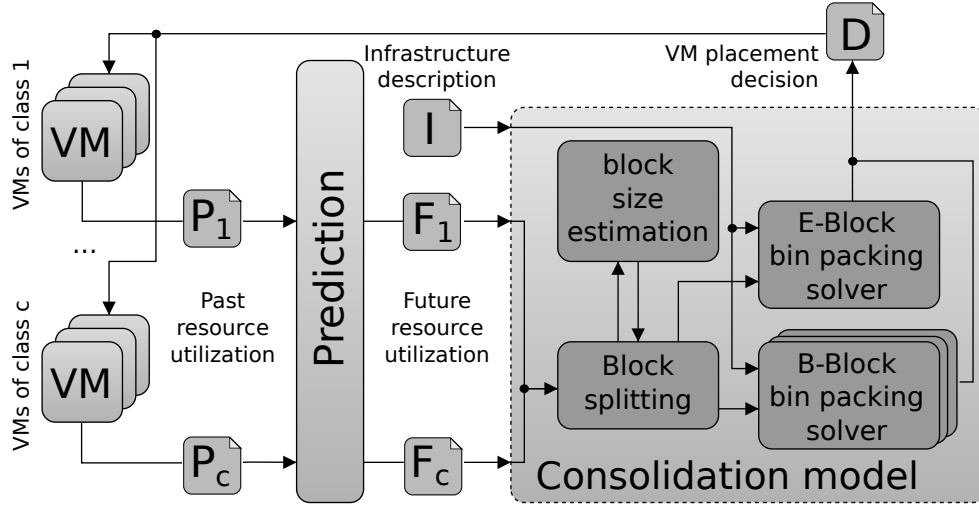 VMs of class 1
VM
...
VMs of class c
VM
P1
Past
resource
utilization
Pc
Prediction
Infrastructure
description
I
F1
Future
resource
utilization
Fc
VM placement
decision
D
block
size
estimation
Block
splitting
E-Block
bin packing
solver
B-Block
bin packing
solver
Consolidation model